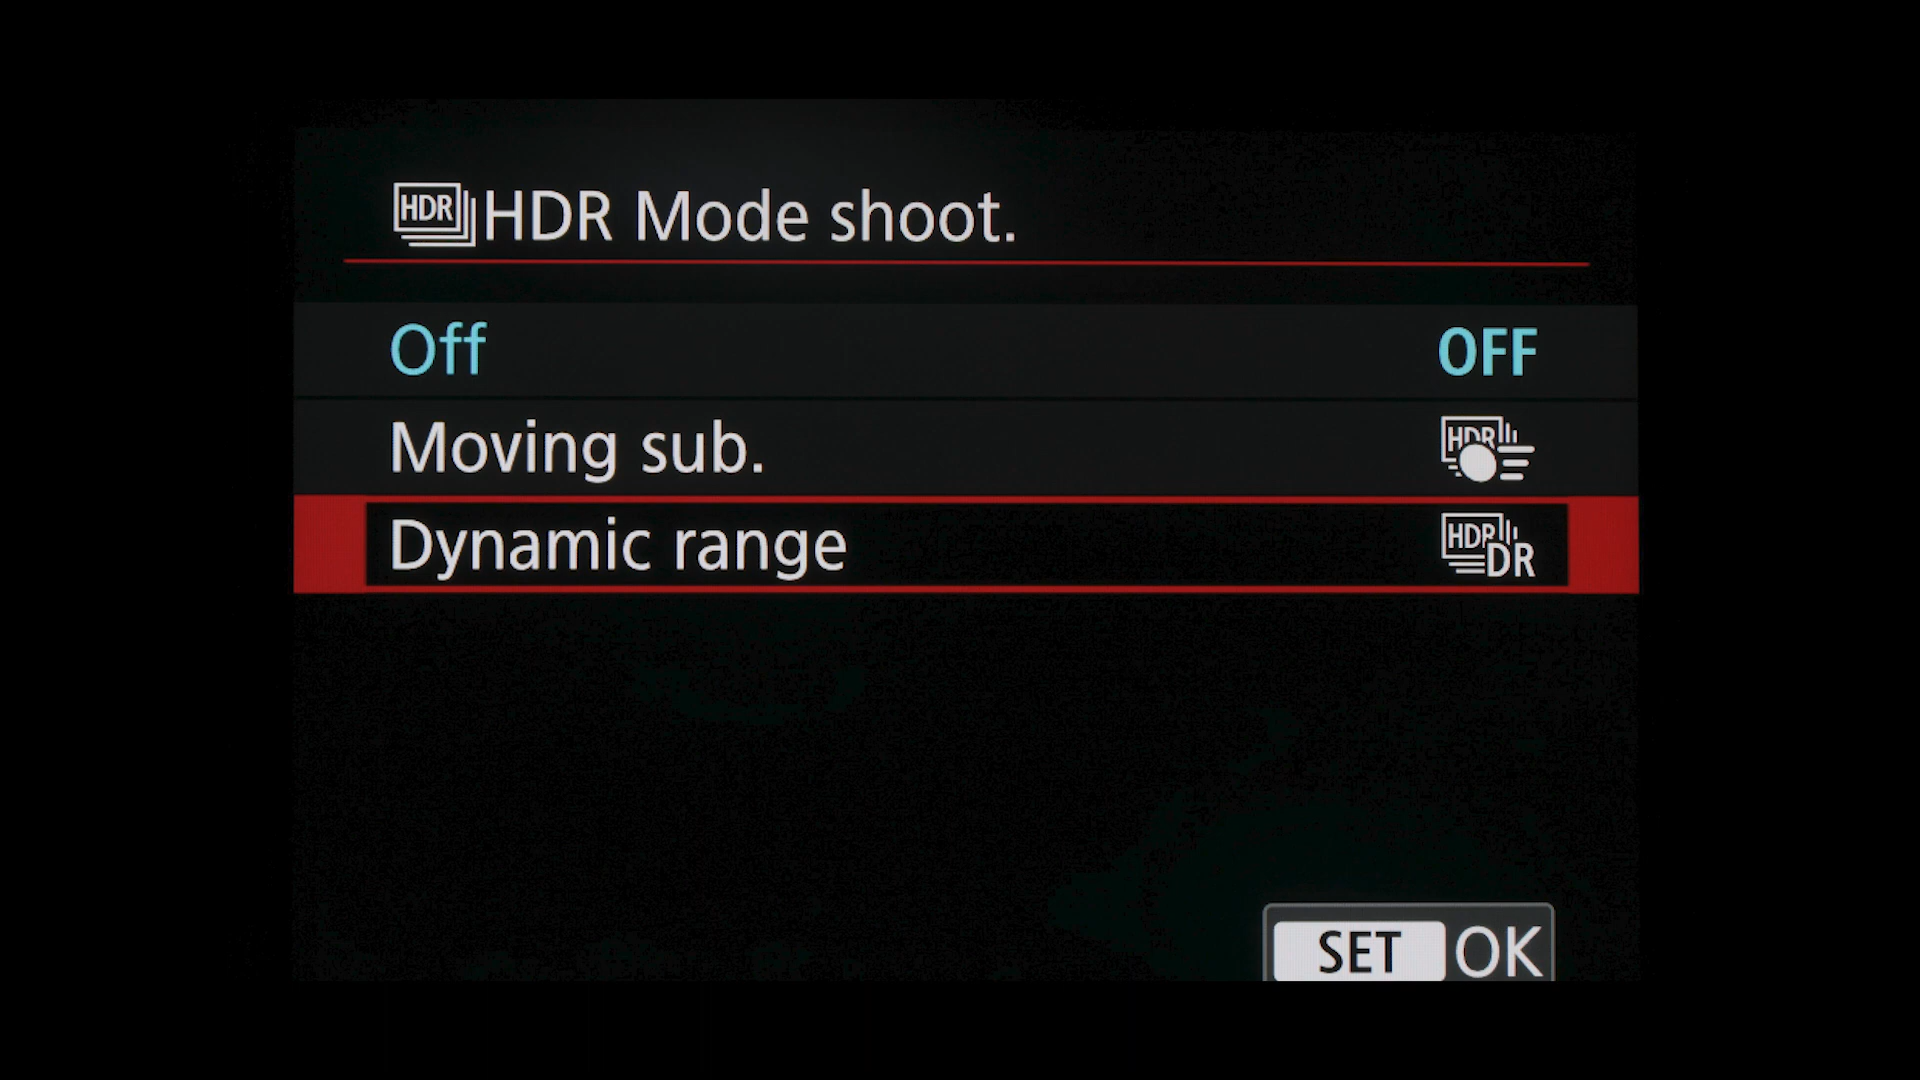 HDR HDR Mode shoot.
Off OFF
Moving sub. HDR
Dynamic range HDR DR
SET OK